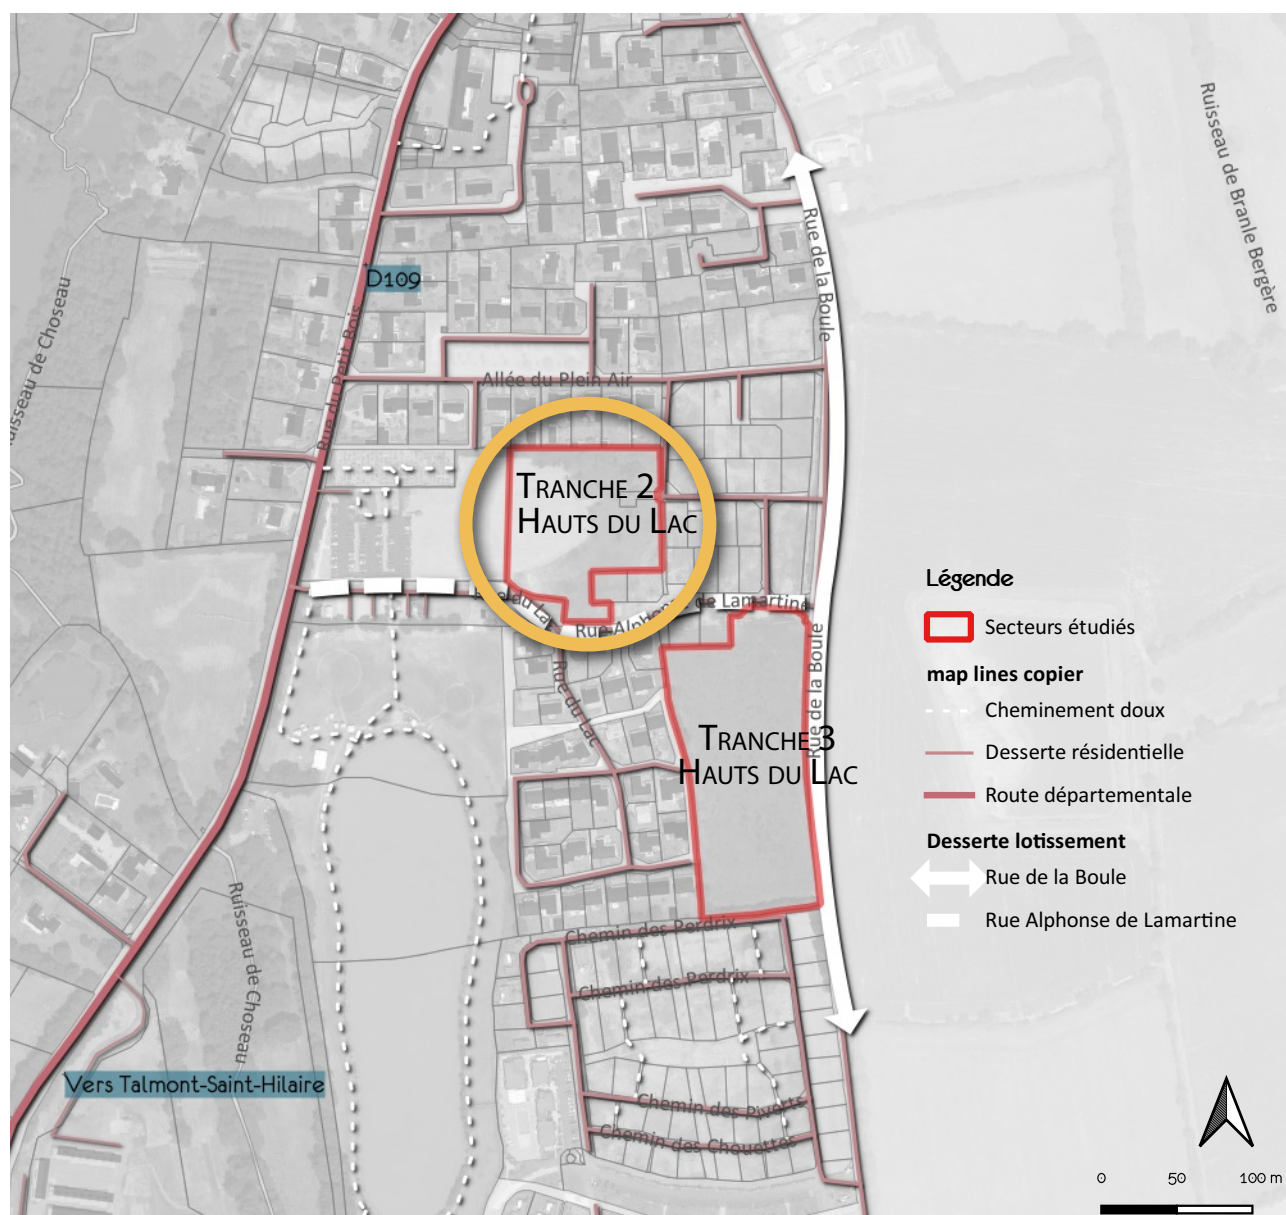 Ruisseau de Choseau
Ruisseau de Branle Bergère
Rue de la Boule
D109
Rue du Petit Bois
Allée du Plein Air
TRANCHE 2
HAUTS DU LAC
Rue du La
Rue Alphonse de Lamartine
Rue du Lac
Rue de la Boule
TRANCHE 3
HAUTS DU LAC
Ruisseau de Choseau
Chemin des Perdrix
Chemin des Perdrix
Chemin des Piverts
Chemin des Chouettes
Vers Talmont-Saint-Hilaire
Légende
Secteurs étudiés
map lines copier
Cheminement doux
Desserte résidentielle
Route départementale
Desserte lotissement
Rue de la Boule
Rue Alphonse de Lamartine
0 50 100 m